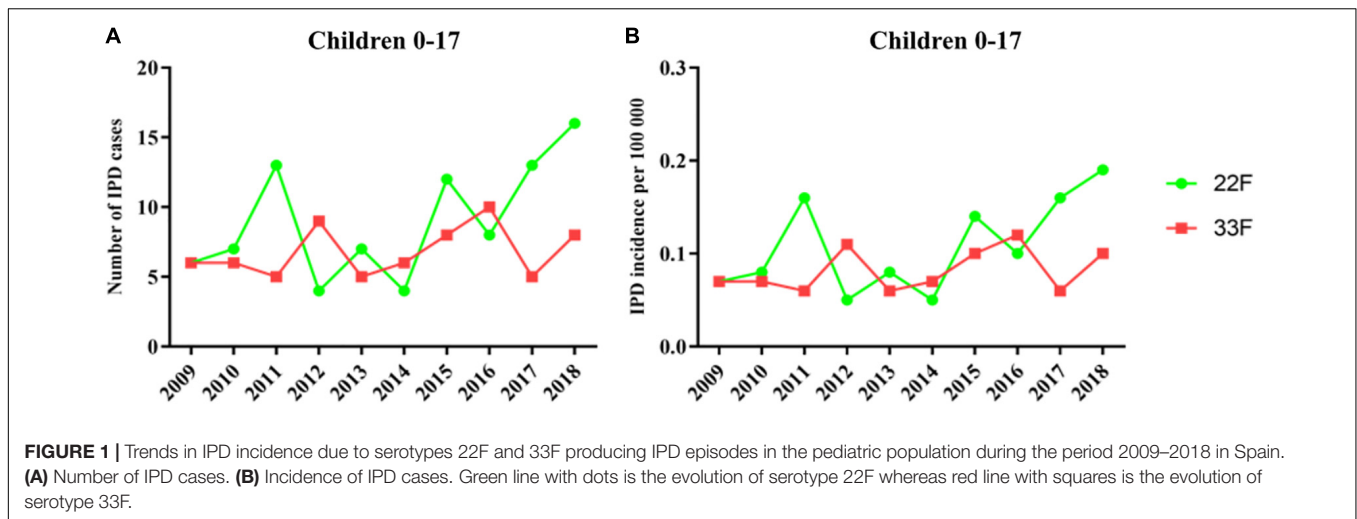 A
Children 0-17
Number of IPD cases
20
15
10
5
0
2009
2010
2011
2012
2013
2014
2015
2016
2017
2018
B
Children 0-17
IPD incidence per 100 000
0.3
0.2
0.1
0.0
2009
2010
2011
2012
2013
2014
2015
2016
2017
2018
22F
33F
FIGURE 1 | Trends in IPD incidence due to serotypes 22F and 33F producing IPD episodes in the pediatric population during the period 2009–2018 in Spain.
(A) Number of IPD cases. (B) Incidence of IPD cases. Green line with dots is the evolution of serotype 22F whereas red line with squares is the evolution of
serotype 33F.